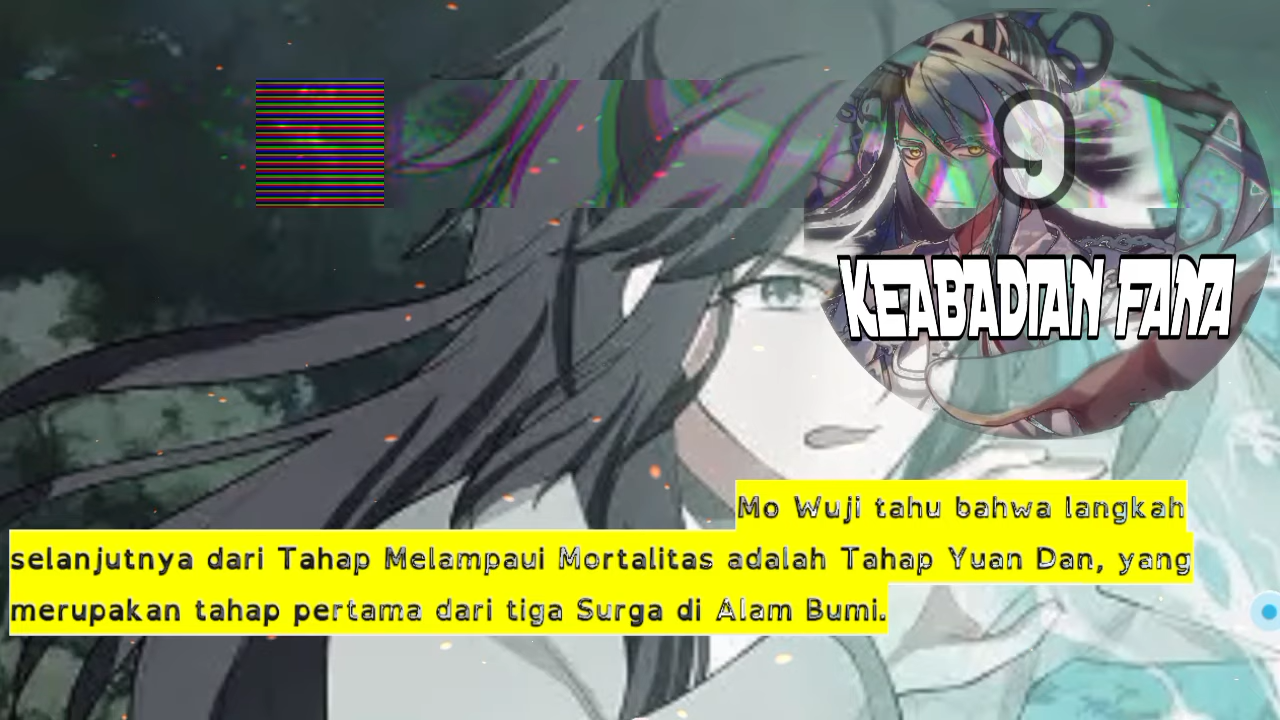 9
KEABADIAN FANA
Mo Wuji tahu bahwa langkah
selanjutnya dari Tahap Melampaui Mortalitas adalah Tahap Yuan Dan, yang
merupakan tahap pertama dari tiga Surga di Alam Bumi.